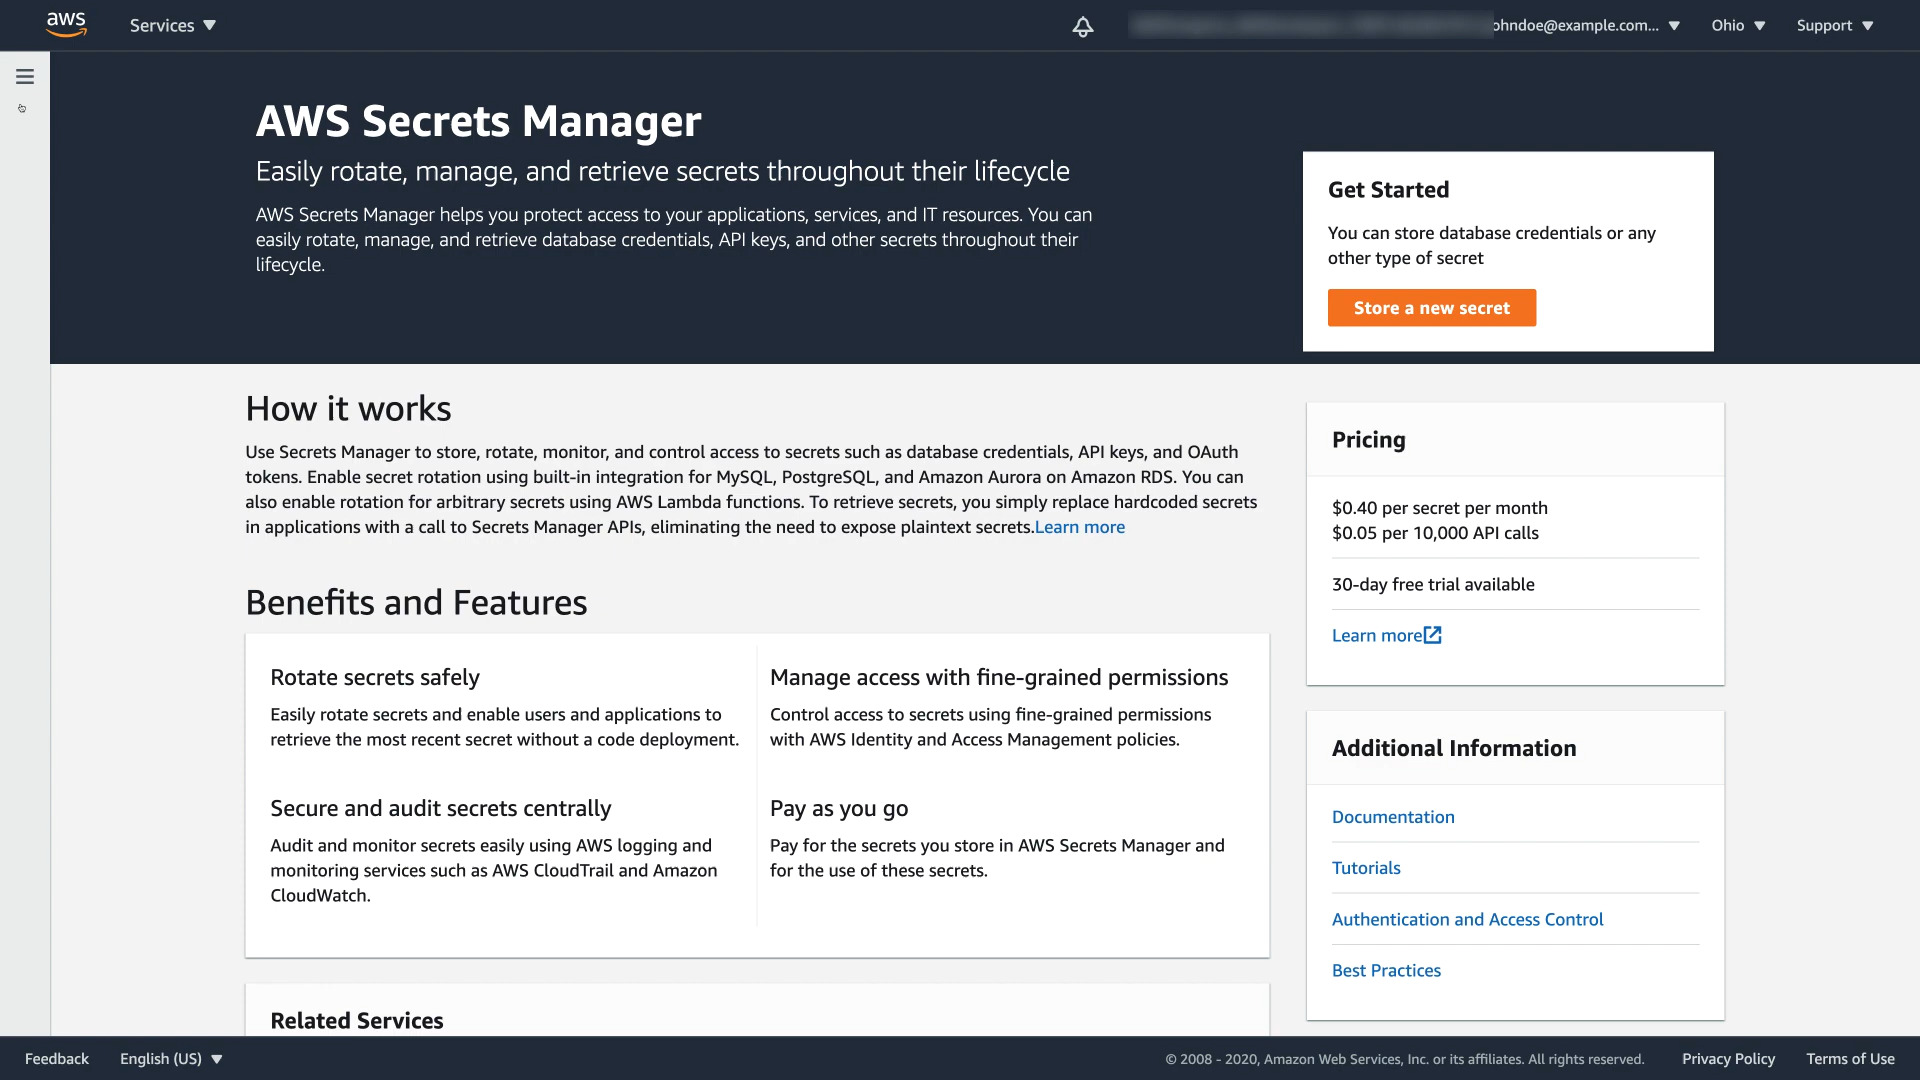 aws
Services
ohndoe@example.com...
Ohio
Support
AWS Secrets Manager
Easily rotate, manage, and retrieve secrets throughout their lifecycle
AWS Secrets Manager helps you protect access to your applications, services, and IT resources. You can
easily rotate, manage, and retrieve database credentials, API keys, and other secrets throughout their
lifecycle.
Get Started
You can store database credentials or any
other type of secret
Store a new secret
How it works
Use Secrets Manager to store, rotate, monitor, and control access to secrets such as database credentials, API keys, and OAuth
tokens. Enable secret rotation using built-in integration for MySQL, PostgreSQL, and Amazon Aurora on Amazon RDS. You can
also enable rotation for arbitrary secrets using AWS Lambda functions. To retrieve secrets, you simply replace hardcoded secrets
in applications with a call to Secrets Manager APIs, eliminating the need to expose plaintext secrets.Learn more
Benefits and Features
Rotate secrets safely
Easily rotate secrets and enable users and applications to
retrieve the most recent secret without a code deployment.
Manage access with fine-grained permissions
Control access to secrets using fine-grained permissions
with AWS Identity and Access Management policies.
Secure and audit secrets centrally
Audit and monitor secrets easily using AWS logging and
monitoring services such as AWS CloudTrail and Amazon
CloudWatch.
Pay as you go
Pay for the secrets you store in AWS Secrets Manager and
for the use of these secrets.
Related Services
Pricing
$0.40 per secret per month
$0.05 per 10,000 API calls
30-day free trial available
Learn more
Additional Information
Documentation
Tutorials
Authentication and Access Control
Best Practices
Feedback
English (US)
© 2008 - 2020, Amazon Web Services, Inc. or its affiliates. All rights reserved.
Privacy Policy
Terms of Use